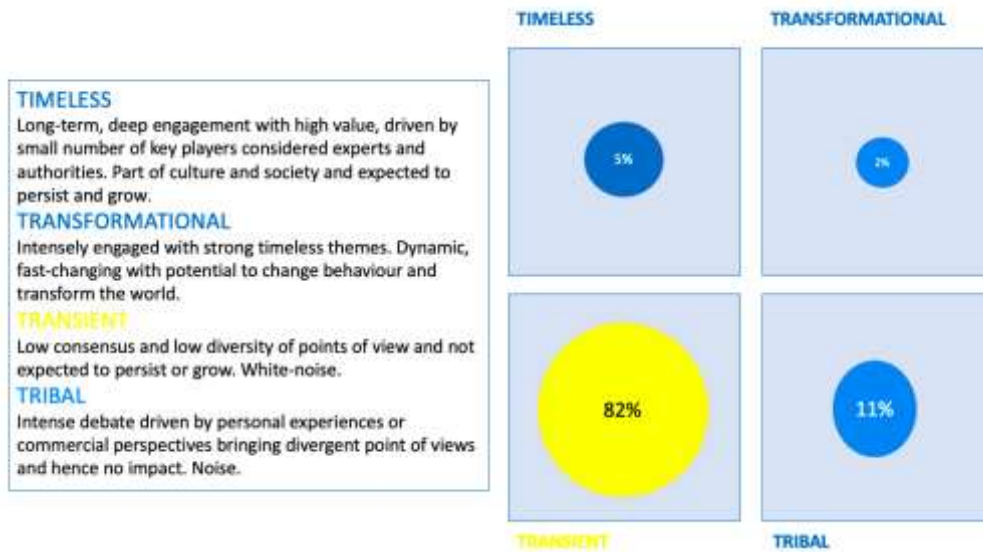 TIMELESS
Long-term, deep engagement with high value, driven by
small number of key players considered experts and
authorities. Part of culture and society and expected to
persist and grow.
TRANSFORMATIONAL
Intensely engaged with strong timeless themes. Dynamic,
fast-changing with potential to change behaviour and
transform the world.
TRANSIENT
Low consensus and low diversity of points of view and not
expected to persist or grow. White-noise.
TRIBAL
Intense debate driven by personal experiences or
commercial perspectives bringing divergent point of views
and hence no impact. Noise.
TIMELESS
TRANSFORMATIONAL
5%
2%
82%
11%
TRANSIENT
TRIBAL